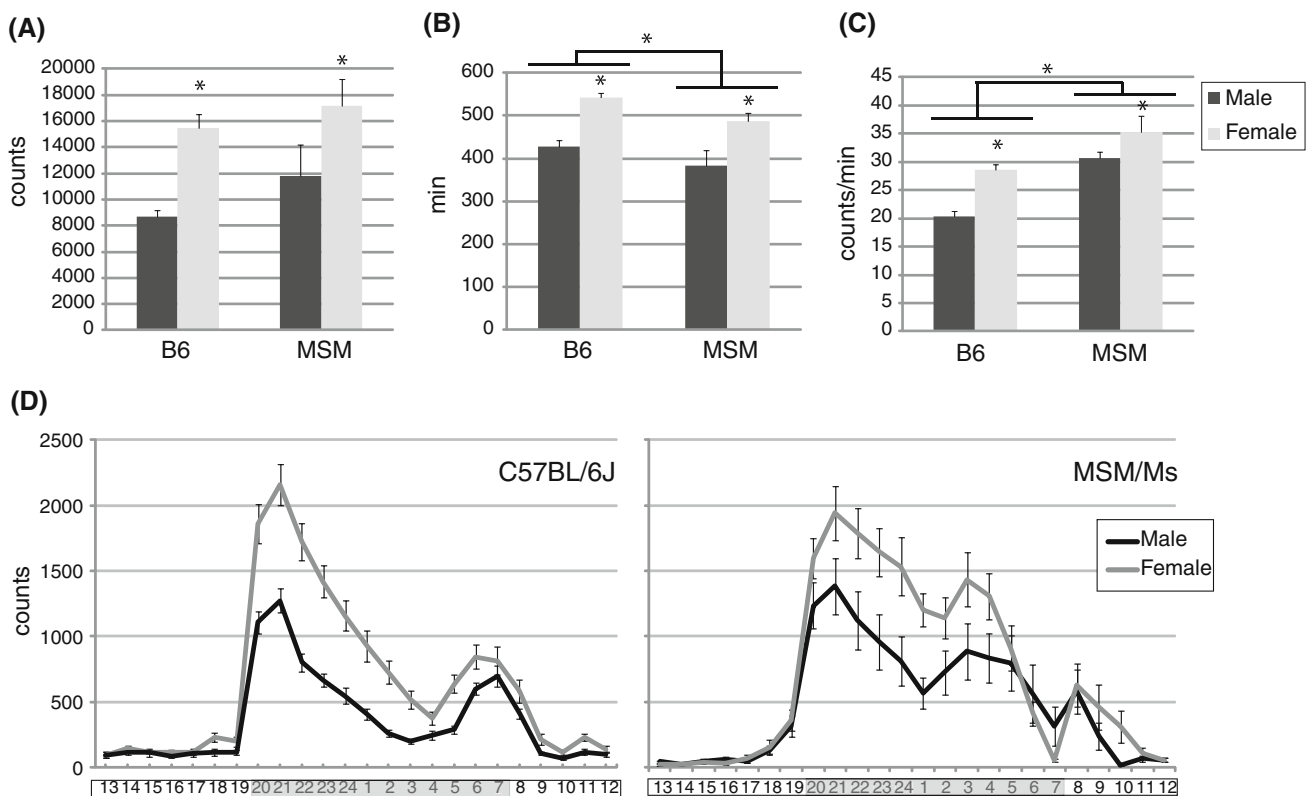 (A)
20000
18000
16000
14000
12000
10000
8000
6000
4000
2000
0
counts
* *
B6 MSM
(B)
600
500
400
300
200
100
0
min
*
* *
B6 MSM
(C)
45
40
35
30
25
20
15
10
5
0
counts/min
*
* *
B6 MSM
Male
Female
(D)
2500
2000
1500
1000
500
0
counts
C57BL/6J
13 14 15 16 17 18 19 20 21 22 23 24 1 2 3 4 5 6 7 8 9 10 11 12
MSM/Ms
Male
Female
13 14 15 16 17 18 19 20 21 22 23 24 1 2 3 4 5 6 7 8 9 10 11 12